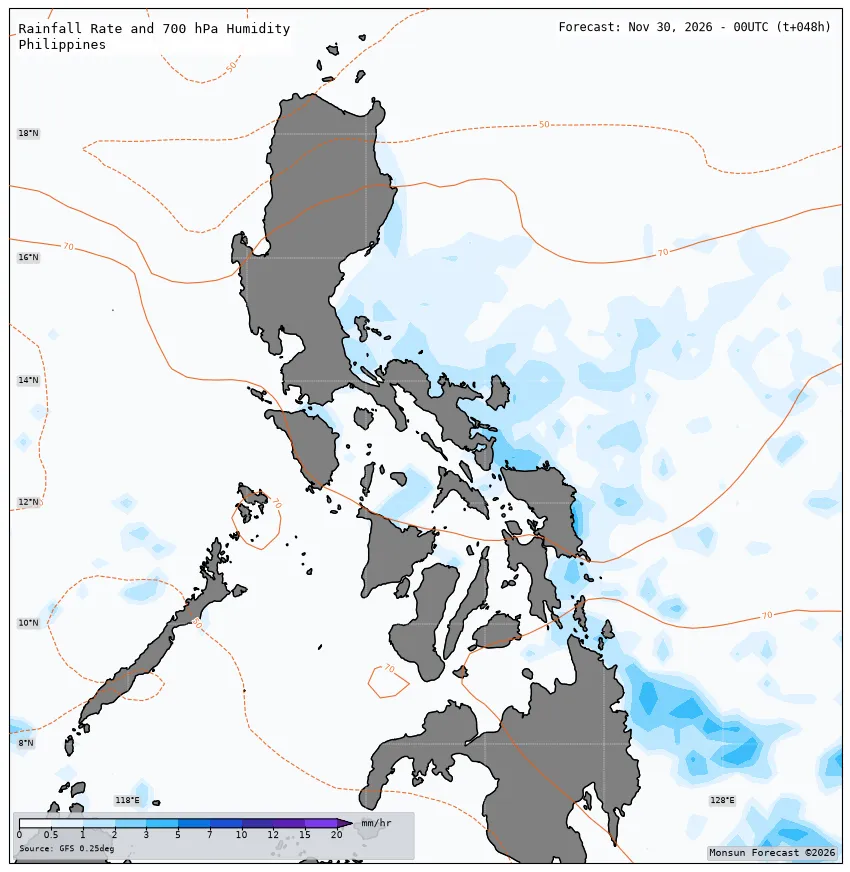 Rainfall Rate and 700 hPa Humidity
Philippines
Forecast: Nov 30, 2026 - 00UTC (t+048h)
50
50
18°N
70
70
16°N
14°N
12°N
70
10°N
50
70
70
8°N
118°E
128°E
0 0.5 1 2 3 5 7 10 12 15 20 mm/hr
Source: GFS 0.25deg
Monsun Forecast ©2026